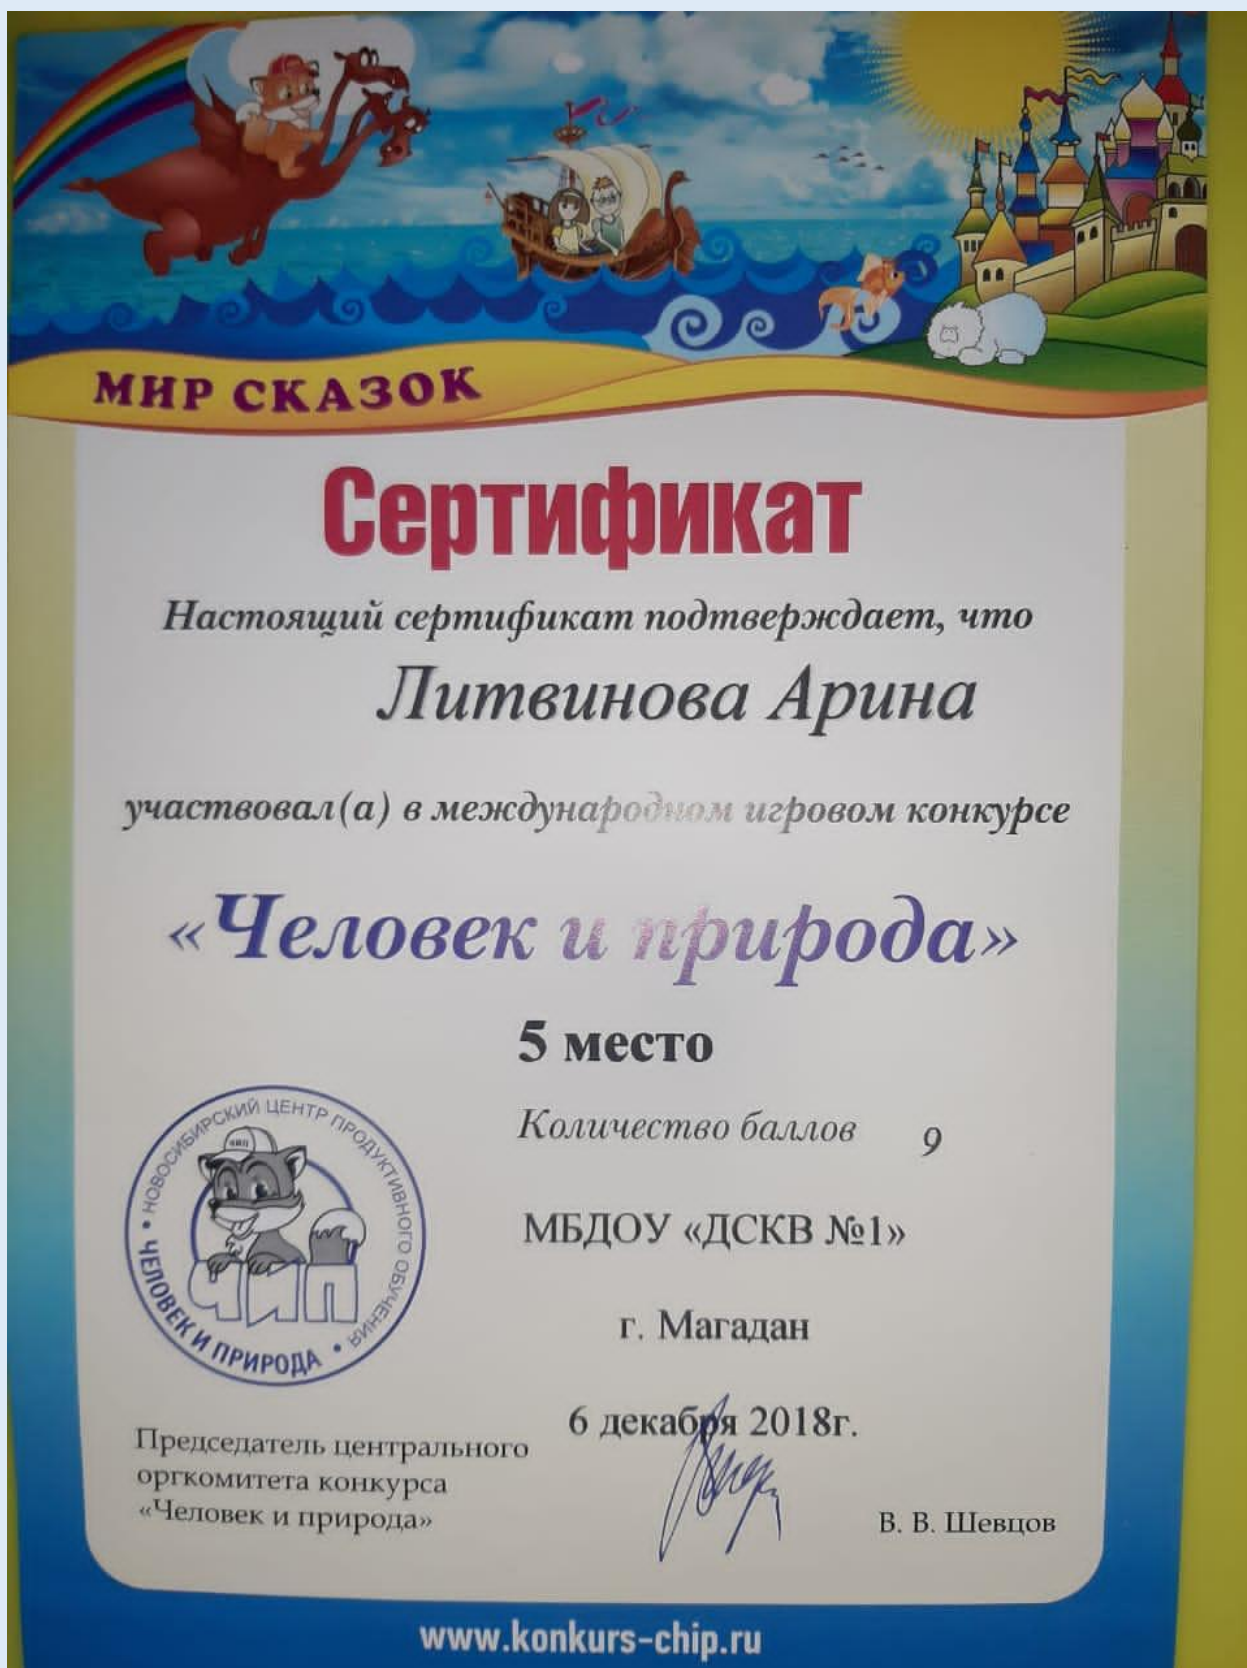 МИР СКАЗОК
Сертификат
Настоящий сертификат подтверждает, что
Литвинова Арина
участвовал(а) в международном игровом конкурсе
«Человек и природа»
5 место
Количество баллов 9
МБДОУ «ДСКВ №1»
г. Магадан
6 декабря 2018г.
• НОВОСИБИРСКИЙ ЦЕНТР ПРОДУКТИВНОГО ОБУЧЕНИЯ •
ЧИП
ЧИП
ЧЕЛОВЕК И ПРИРОДА
Председатель центрального
оргкомитета конкурса
«Человек и природа»
В. В. Шевцов
www.konkurs-chip.ru